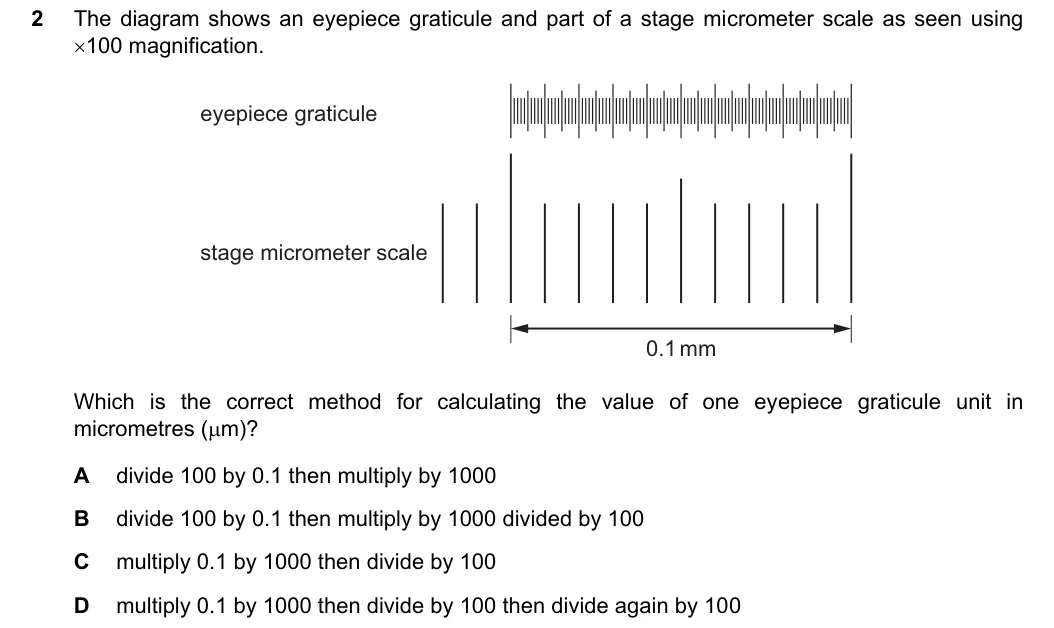 2 The diagram shows an eyepiece graticule and part of a stage micrometer scale as seen using
×100 magnification.
eyepiece graticule
stage micrometer scale
0.1 mm
Which is the correct method for calculating the value of one eyepiece graticule unit in
micrometres (μm)?
A divide 100 by 0.1 then multiply by 1000
B divide 100 by 0.1 then multiply by 1000 divided by 100
C multiply 0.1 by 1000 then divide by 100
D multiply 0.1 by 1000 then divide by 100 then divide again by 100